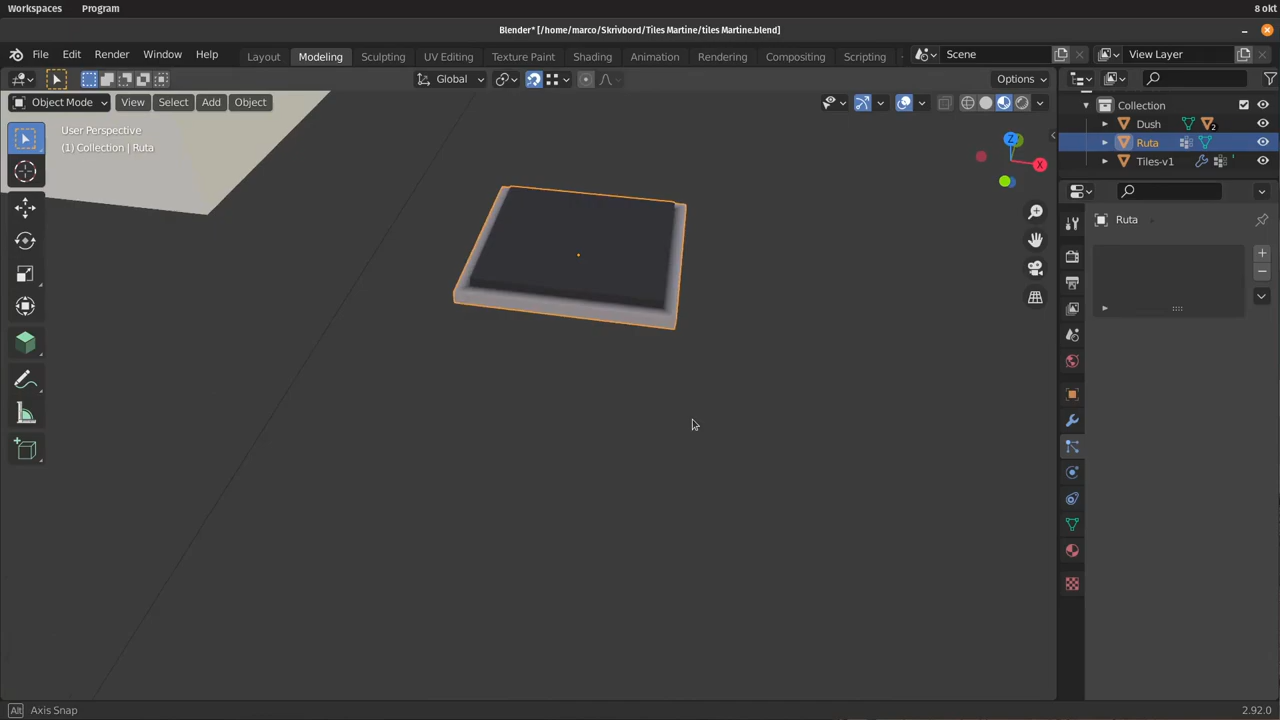 Workspaces Program 8 okt
Blender* [/home/marco/Skrivbord/Tiles Martine/tiles Martine.blend]
File Edit Render Window Help Layout Modeling Sculpting UV Editing Texture Paint Shading Animation Rendering Compositing Scripting Scene View Layer
Global Options
Object Mode View Select Add Object Collection
User Perspective Dush 2
(1) Collection | Ruta Ruta
Tiles-v1
Z
X
Ruta
Alt Axis Snap 2.92.0